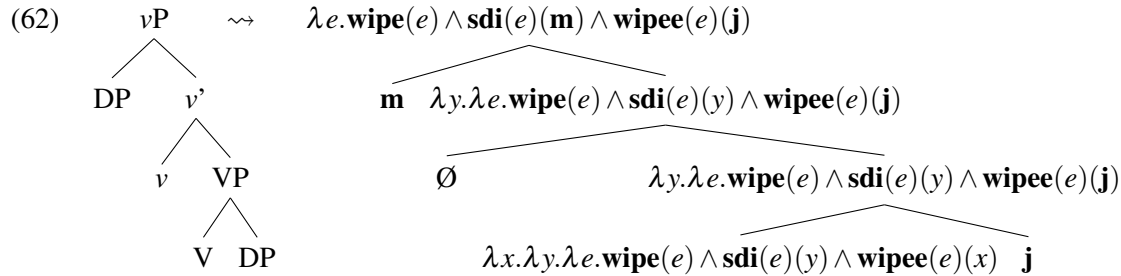 (62) vP ⇝ λe.wipe(e) ∧ sdi(e)(m) ∧ wipee(e)(j)
DP v’ m λy.λe.wipe(e) ∧ sdi(e)(y) ∧ wipee(e)(j)
v VP Ø λy.λe.wipe(e) ∧ sdi(e)(y) ∧ wipee(e)(j)
V DP λx.λy.λe.wipe(e) ∧ sdi(e)(y) ∧ wipee(e)(x) j